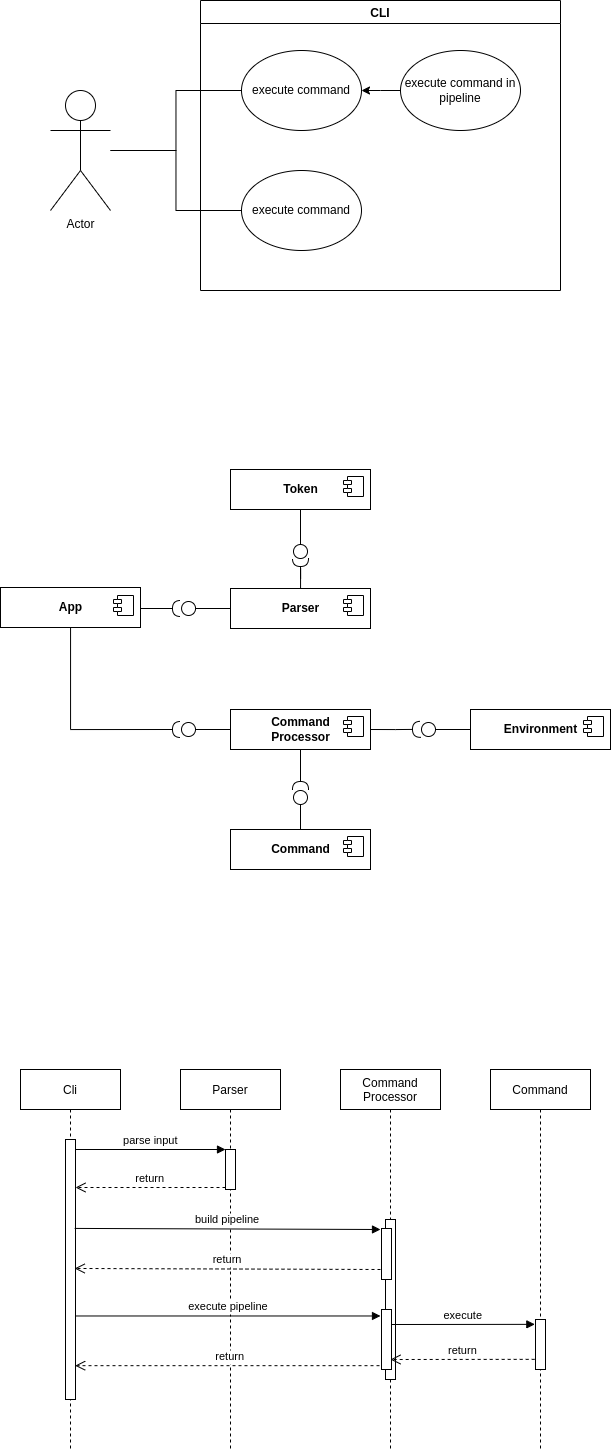 CLI
execute command
execute command in
pipeline
execute command
Actor
Token
App
Parser
Command
Processor
Environment
Command
Cli
Parser
Command
Processor
Command
parse input
return
build pipeline
return
execute pipeline
execute
return
return